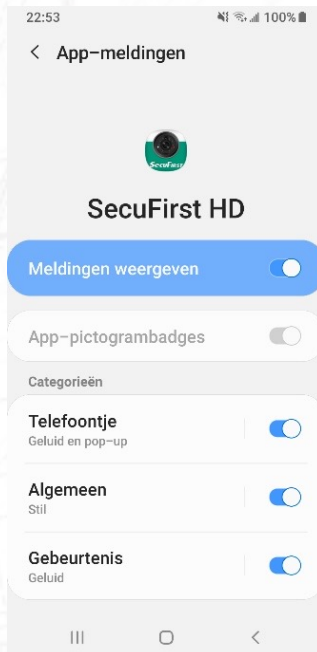 22:53
100%
App-meldingen
SecuFirst
SecuFirst HD
Meldingen weergeven
App-pictogrambadges
Categorieën
Telefoontje
Geluid en pop-up
Algemeen
Stil
Gebeurtenis
Geluid